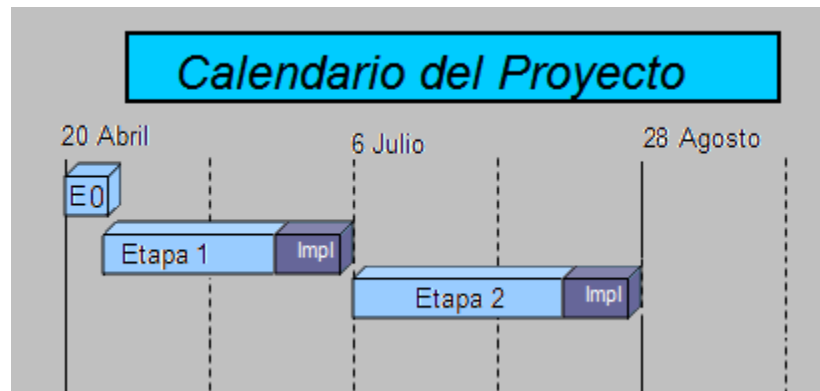 Calendario del Proyecto
20 Abril
6 Julio
28 Agosto
E0
Etapa 1
Impl
Etapa 2
Impl